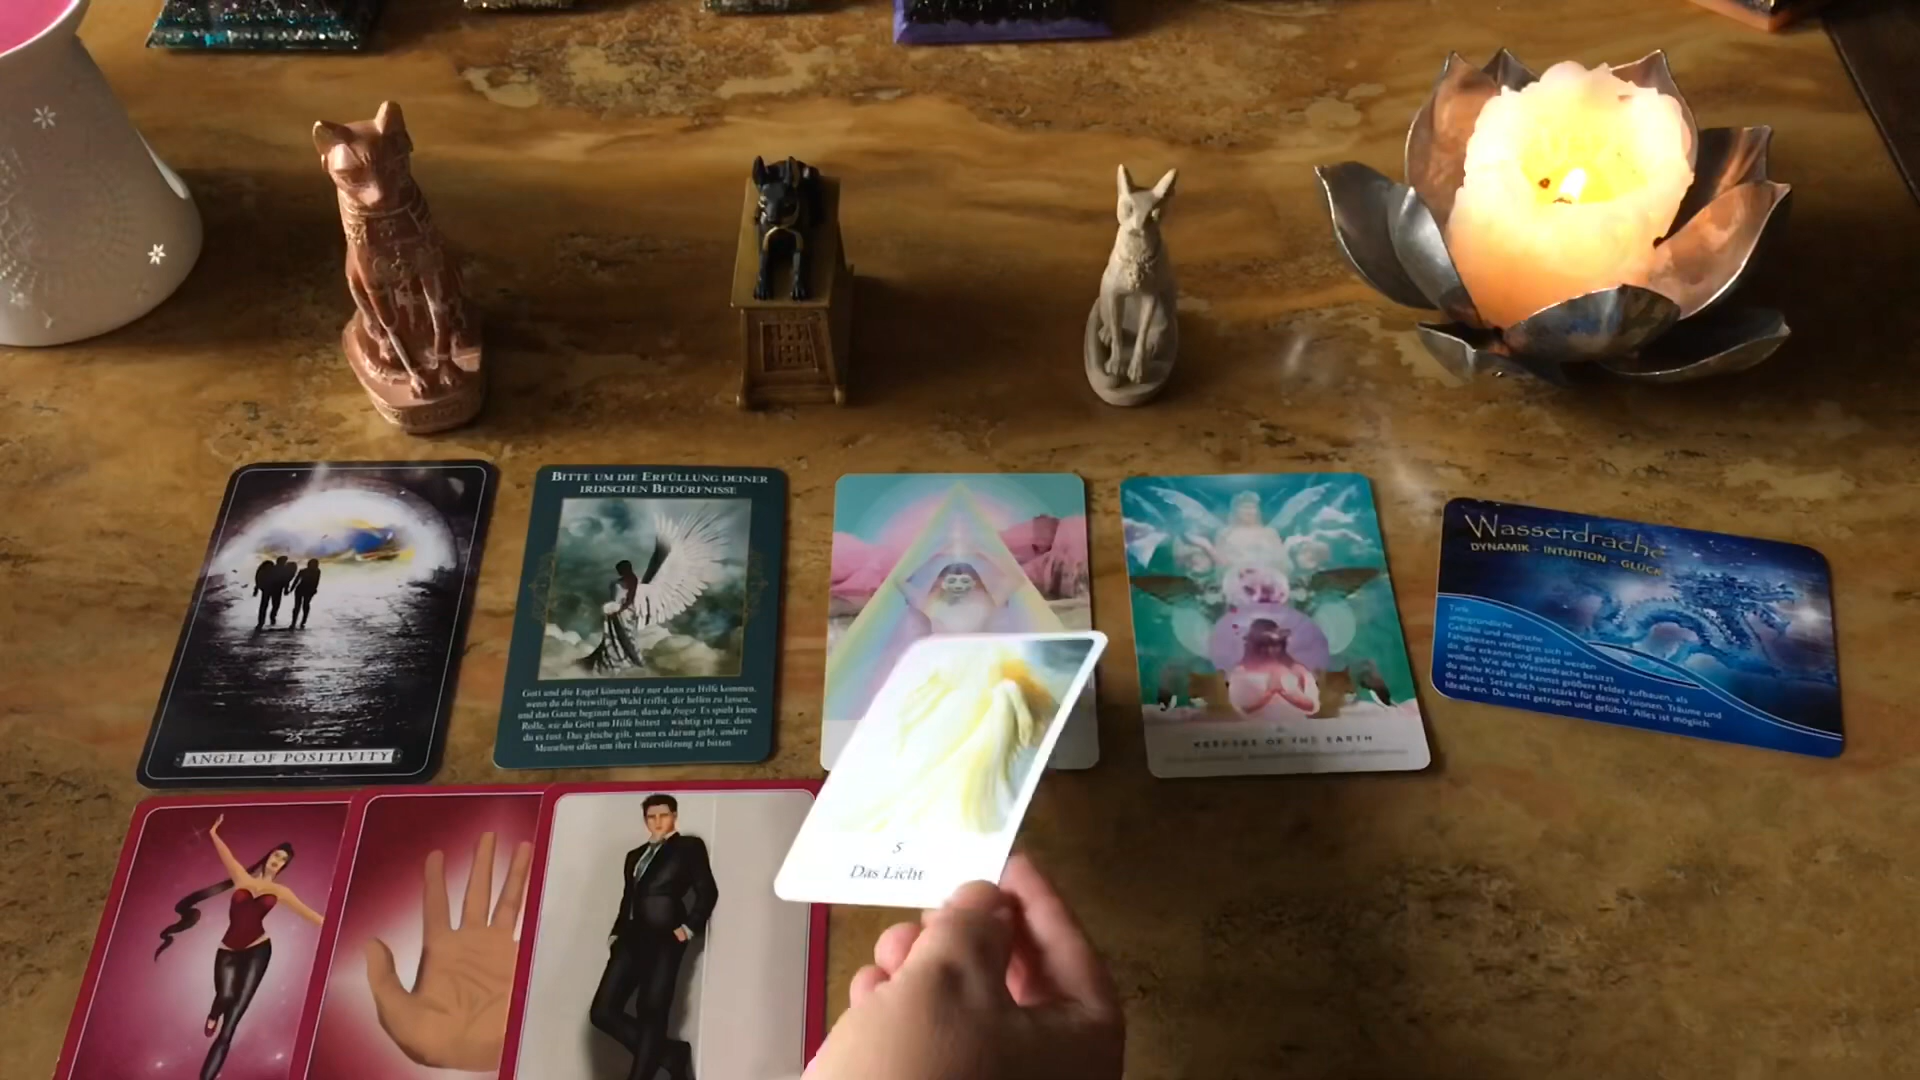 BITTE UM DIE ERFÜLLUNG DEINER
IRDISCHEN BEDÜRFNISSE
Gott und die Engel können dir nur dann zu Hilfe kommen,
wenn du die freiwillige Wahl triffst, dir helfen zu lassen,
und das Ganze beginnt damit, dass du fragst. Es spielt keine
Rolle, wie du Gott um Hilfe bittest – wichtig ist nur, dass
du es tust. Das gleiche gilt, wenn es darum geht, andere
Menschen offen um ihre Unterstützung zu bitten.
25
ANGEL OF POSITIVITY
KEEPERS OF THE EARTH
Wasserdrache
DYNAMIK - INTUITION - GLÜCK
Tiefe
unergründliche
Gefühle und magische
Fähigkeiten verbergen sich in
dir, die erkannt und gelebt werden
wollen. Wie der Wasserdrache besitzt
du mehr Kraft und kannst größere Felder aufbauen, als
du ahnst. Setze dich verstärkt für deine Visionen, Träume und
Ideale ein. Du wirst getragen und geführt. Alles ist möglich.
5
Das Licht